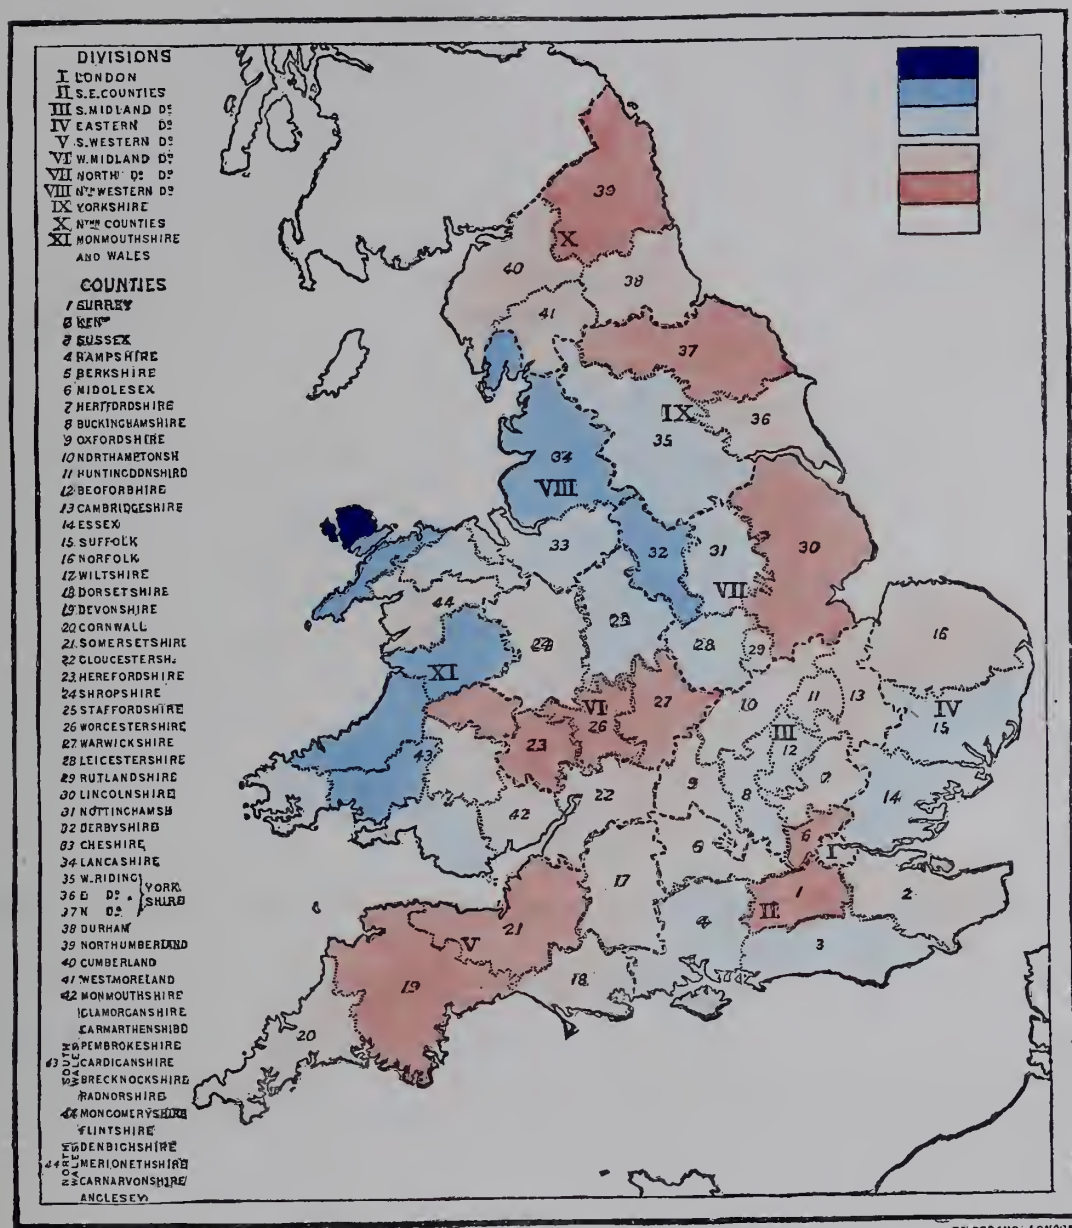 DIVISIONS
I LONDON
II S.E.COUNTIES
III S.MIDLAND Dº
IV EASTERN Dº
V S.WESTERN Dº
VI W.MIDLAND Dº
VII NORTH Dº Dº
VIII NTH WESTERN Dº
IX YORKSHIRE
X NTHN COUNTIES
XI MONMOUTHSHIRE
AND WALES
COUNTIES
1 SURREY
2 KENT
3 SUSSEX
4 HAMPSHIRE
5 BERKSHIRE
6 MIDDLESEX
7 HERTFORDSHIRE
8 BUCKINGHAMSHIRE
9 OXFORDSHIRE
10 NORTHAMPTONSH
11 HUNTINGDONSHIRD
12 BEOFORBHIRE
13 CAMBRIDGESHIRE
14 ESSEX
15 SUFFOLK
16 NORFOLK
17 WILTSHIRE
18 DORSETSHIRE
19 DEVONSHIRE
20 CORNWALL
21 SOMERSETSHIRE
22 GLOUCESTERSH.
23 HEREFORDSHIRE
24 SHROPSHIRE
25 STAFFORDSHIRE
26 WORCESTERSHIRE
27 WARWICKSHIRE
28 LEICESTERSHIRE
29 RUTLANDSHIRE
30 LINCOLNSHIRE
31 NOTTINGHAMSH
32 DERBYSHIRE
33 CHESHIRE
34 LANCASHIRE
35 W.RIDING
36 E Dº
37 N Dº
YORK
SHIRE
38 DURHAM
39 NORTHUMBERLAND
40 CUMBERLAND
41 WESTMORELAND
42 MONMOUTHSHIRE
GLAMORGANSHIRE
CARMARTHENSHIRD
PEMBROKESHIRE
43 SOUTH WALES CARDIGANSHIRE
BRECKNOCKSHIRE
RADNORSHIRE
44 MONTGOMERYSHIRE
FLINTSHIRE
DENBIGHSHIRE
44 NORTH WALES MERIONETHSHIRE
CARNARVONSHIRE
ANGLESEY
39
X
40
38
41
37
IX
36
35
34
VIII
33
32
31
30
VII
44
25
24
28
29
16
XI
VI
27
10
11
13
IV
15
26
23
III
12
43
9
8
7
14
22
42
6
5
I
17
1
2
II
4
3
21
V
18
19
20